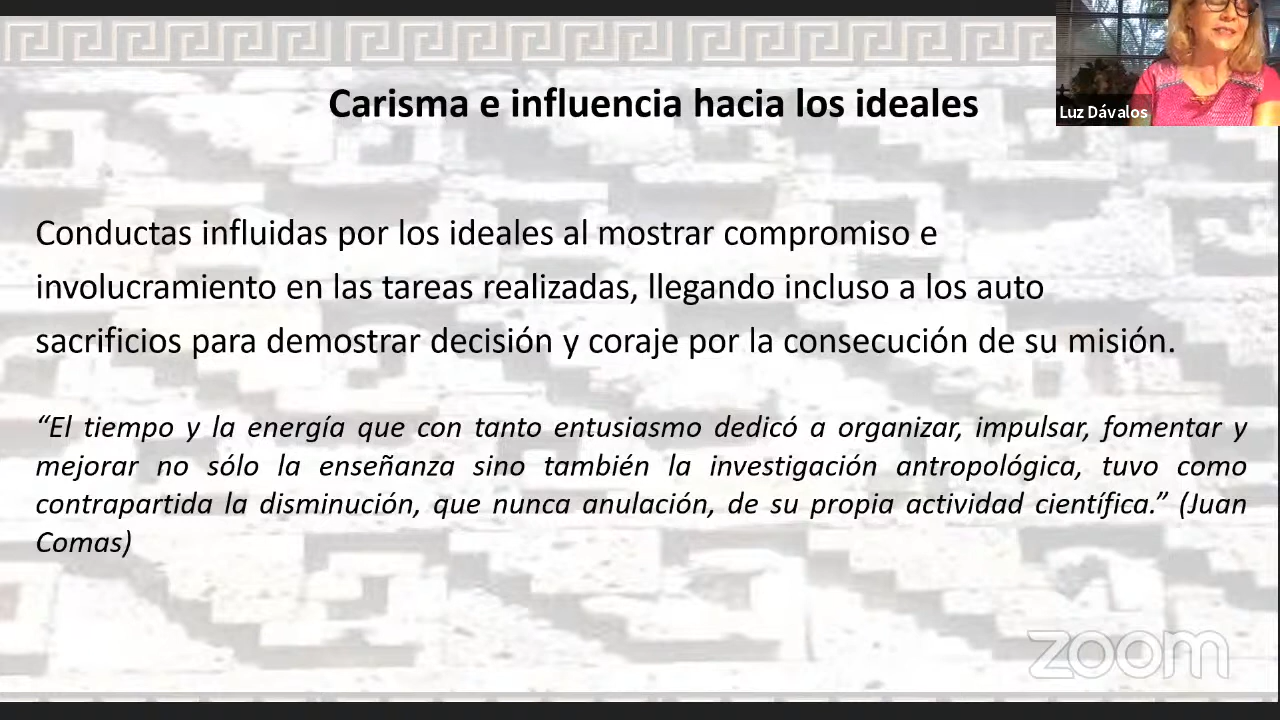 Carisma e influencia hacia los ideales
Luz Dávalos
Conductas influidas por los ideales al mostrar compromiso e
involucramiento en las tareas realizadas, llegando incluso a los auto
sacrificios para demostrar decisión y coraje por la consecución de su misión.
“El tiempo y la energía que con tanto entusiasmo dedicó a organizar, impulsar, fomentar y
mejorar no sólo la enseñanza sino también la investigación antropológica, tuvo como
contrapartida la disminución, que nunca anulación, de su propia actividad científica.” (Juan
Comas)
zoom